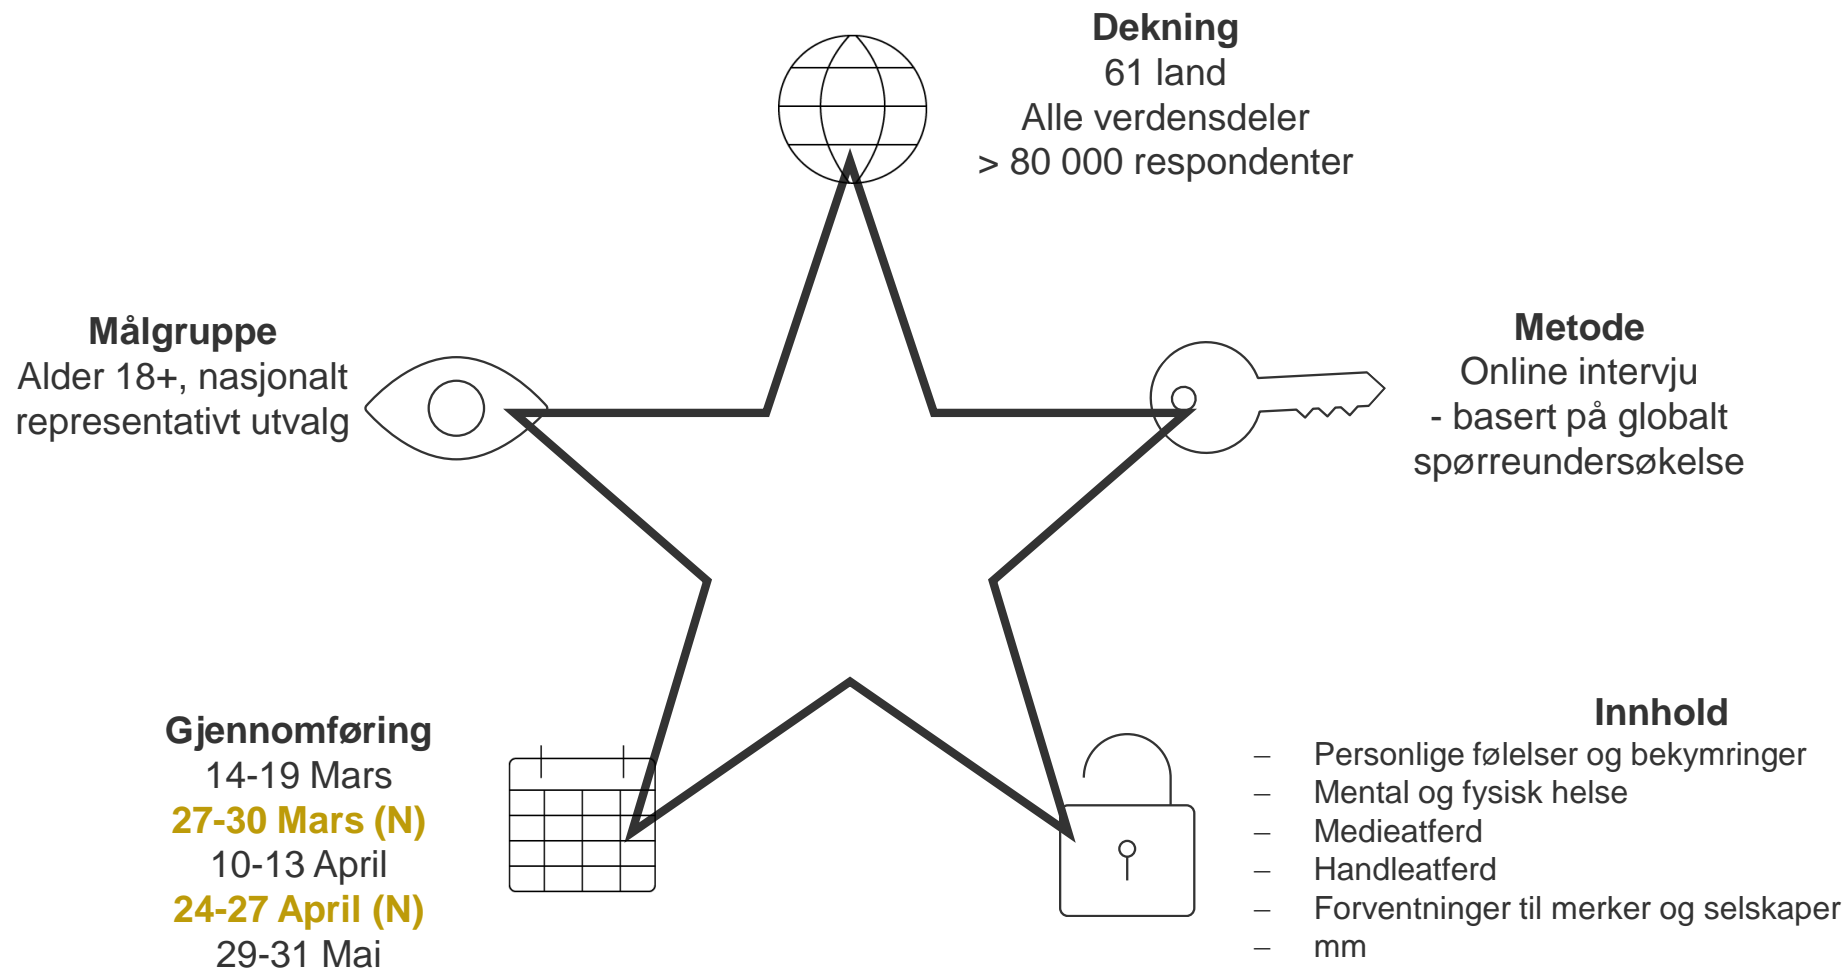 Dekning
61 land
Alle verdensdeler
> 80 000 respondenter
Målgruppe
Alder 18+, nasjonalt
representativt utvalg
Metode
Online intervju
- basert på globalt
spørreundersøkelse
Gjennomføring
14-19 Mars
27-30 Mars (N)
10-13 April
24-27 April (N)
29-31 Mai
Innhold
– Personlige følelser og bekymringer
– Mental og fysisk helse
– Medieatferd
– Handleatferd
– Forventninger til merker og selskaper
– mm